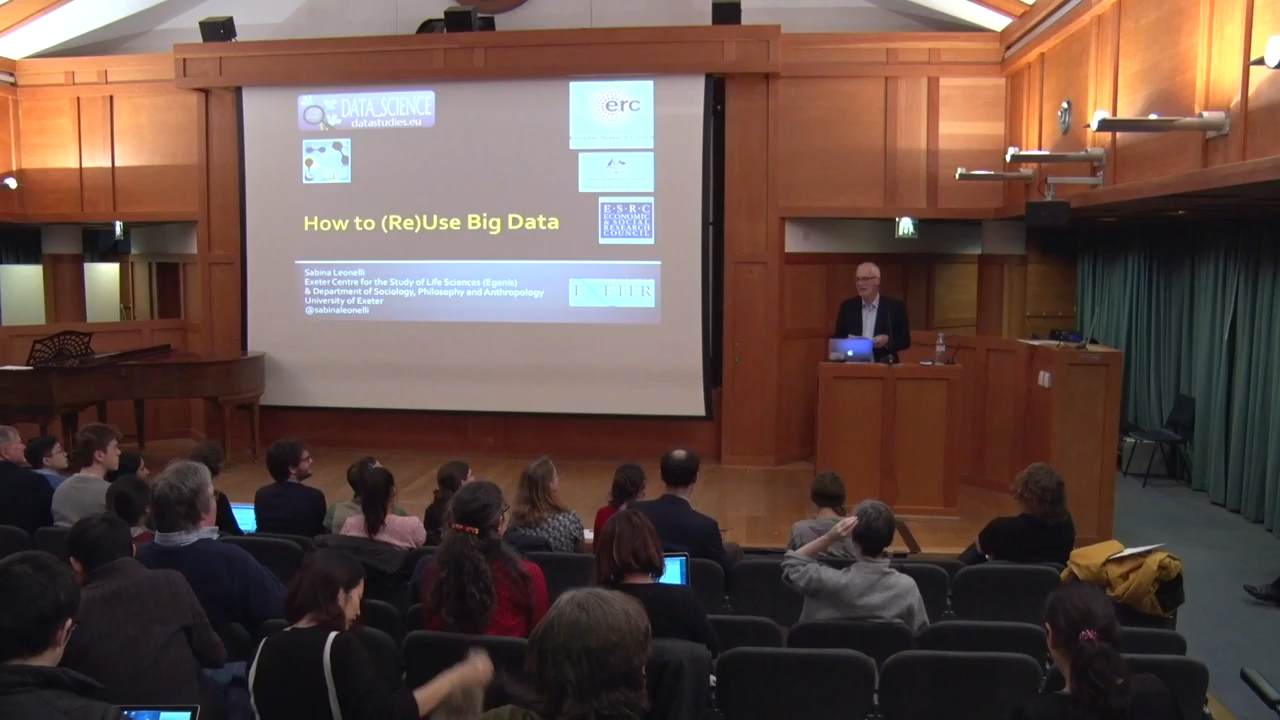 DATA_SCIENCE
datastudies.eu
erc
E·S·R·C
ECONOMIC
& SOCIAL
RESEARCH
COUNCIL
How to (Re)Use Big Data
Sabina Leonelli
Exeter Centre for the Study of Life Sciences (Egenis)
& Department of Sociology, Philosophy and Anthropology
University of Exeter
@sabinaleonelli
EXETER